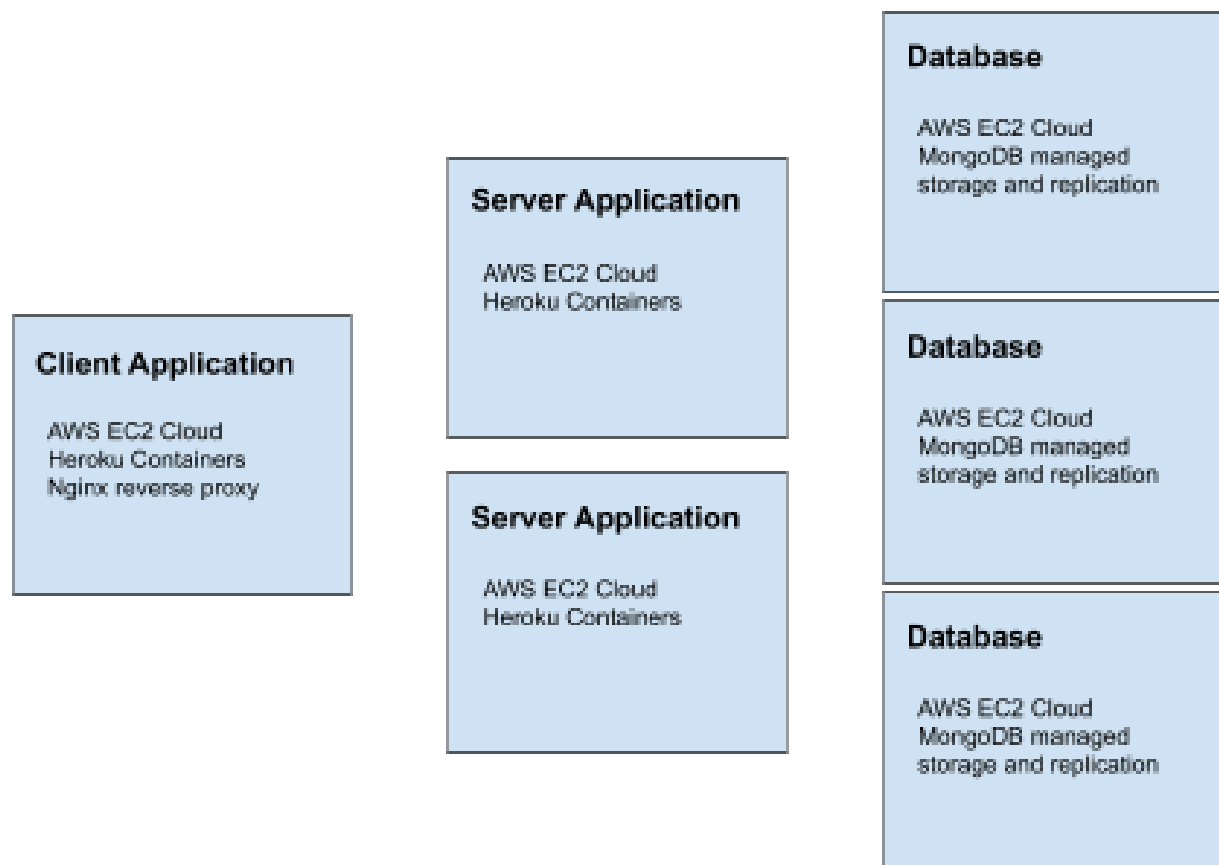 Client Application
AWS EC2 Cloud
Heroku Containers
Nginx reverse proxy
Server Application
AWS EC2 Cloud
Heroku Containers
Server Application
AWS EC2 Cloud
Heroku Containers
Database
AWS EC2 Cloud
MongoDB managed
storage and replication
Database
AWS EC2 Cloud
MongoDB managed
storage and replication
Database
AWS EC2 Cloud
MongoDB managed
storage and replication